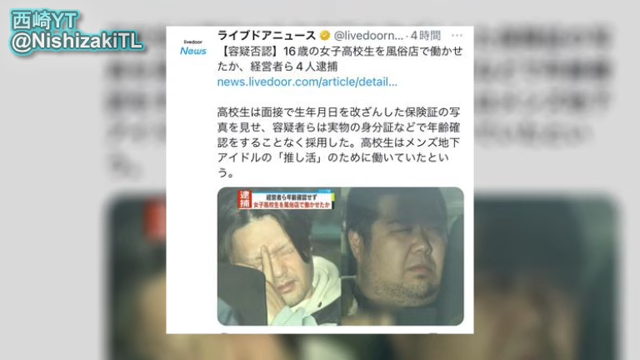 西崎YT
@NishizakiTL
livedoor
News
ライブドアニュース
@livedoorn... · 4時間
【容疑否認】16歳の女子高校生を風俗店で働かせ
たか、経営者ら4人逮捕
news.livedoor.com/article/detail...
高校生は面接で生年月日を改ざんした保険証の写
真を見せ、容疑者らは実物の身分証などで年齢確
認をすることなく採用した。高校生はメンズ地下
アイドルの「推し活」のために働いていたとい
う。
逮捕
経営者ら年齢確認せず
女子高校生を風俗店で働かせたか